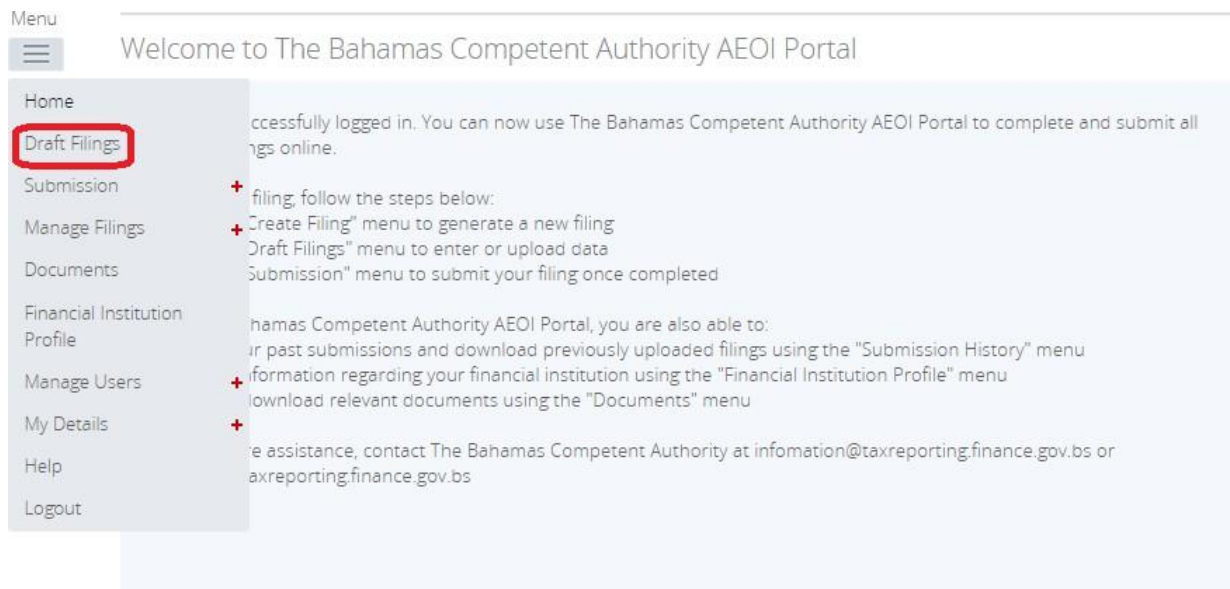 Menu
Welcome to The Bahamas Competent Authority AEOI Portal
Home
Draft Filings
Submission
Manage Filings
Documents
Financial Institution
Profile
Manage Users
My Details
Help
Logout
ccessfully logged in. You can now use The Bahamas Competent Authority AEOI Portal to complete and submit all
ngs online.
filing, follow the steps below:
Create Filing" menu to generate a new filing
Draft Filings" menu to enter or upload data
Submission" menu to submit your filing once completed
hamas Competent Authority AEOI Portal, you are also able to:
ur past submissions and download previously uploaded filings using the "Submission History" menu
nformation regarding your financial institution using the "Financial Institution Profile" menu
download relevant documents using the "Documents" menu
re assistance, contact The Bahamas Competent Authority at infomation@taxreporting.finance.gov.bs or
axreporting.finance.gov.bs